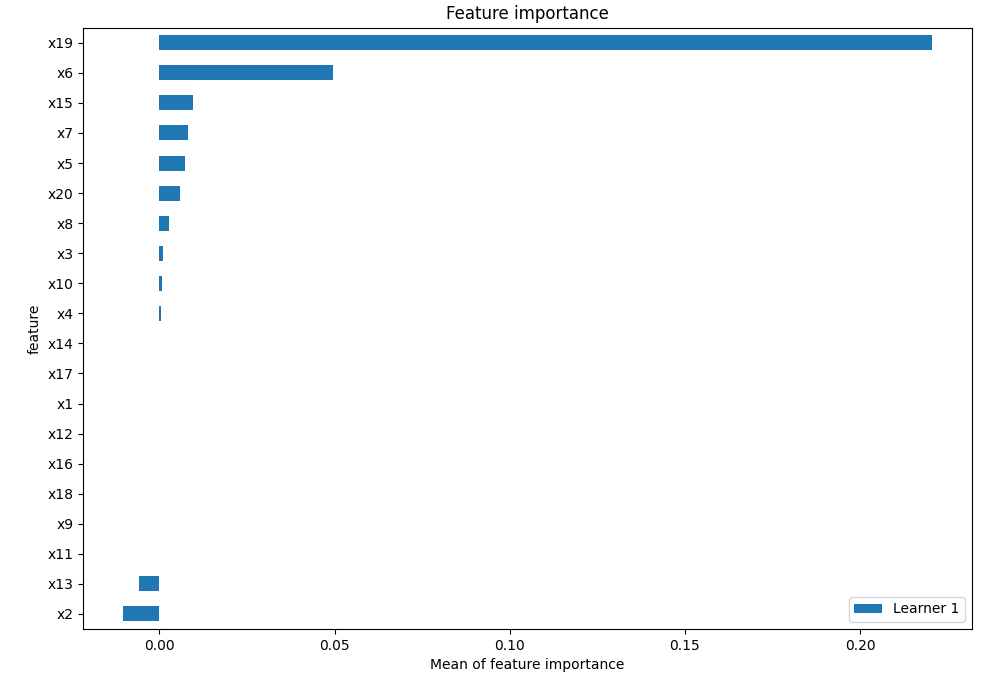 Feature importance
x19
x6
x15
x7
x5
x20
x8
x3
x10
x4
x14
x17
x1
x12
x16
x18
x9
x11
x13
x2
feature
Learner 1
0.00 0.05 0.10 0.15 0.20
Mean of feature importance